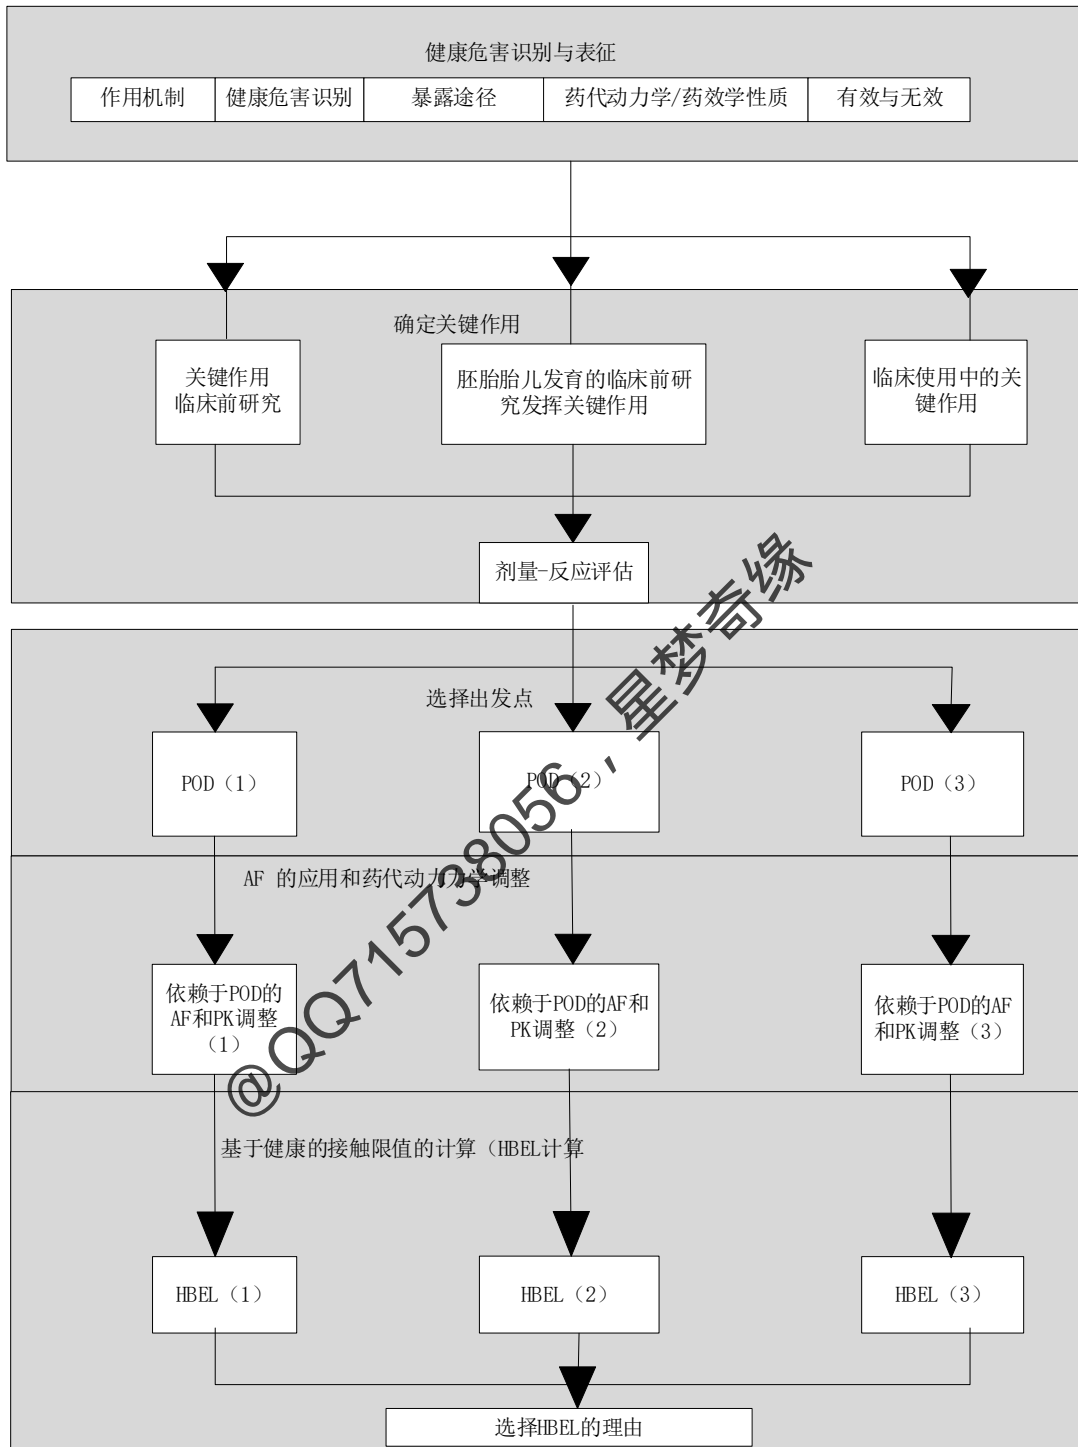 健康危害识别与表征
作用机制 健康危害识别 暴露途径 药代动力学/药效学性质 有效与无效
确定关键作用
关键作用
临床前研究
胚胎胎儿发育的临床前研
究发挥关键作用
临床使用中的关
键作用
剂量-反应评估
选择出发点
POD（1）
POD（2）
POD（3）
AF 的应用和药代动力力学调整
依赖于POD的
AF和PK调整
（1）
依赖于POD的AF和
PK调整（2）
依赖于POD的AF
和PK调整（3）
基于健康的接触限值的计算（HBEL计算
HBEL（1）
HBEL（2）
HBEL（3）
选择HBEL的理由
@QQ715738056，星梦奇缘